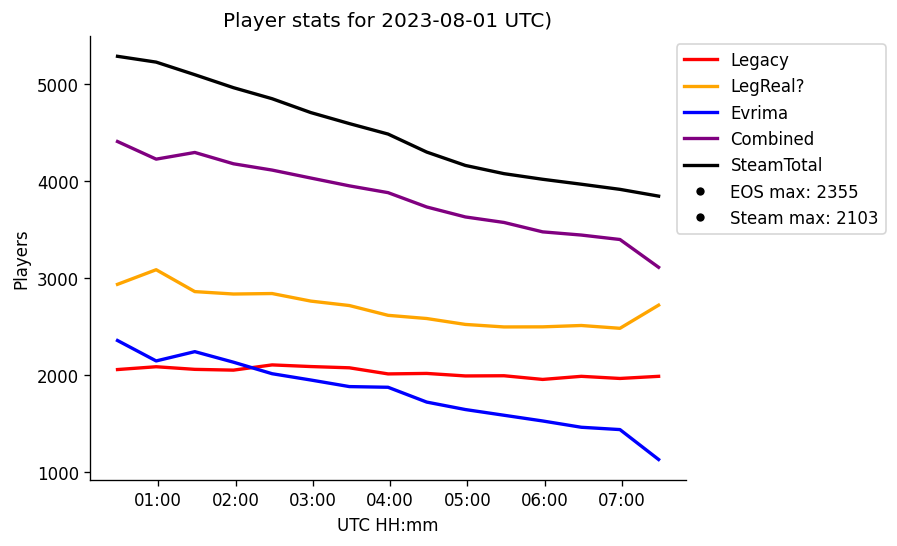 Player stats for 2023-08-01 UTC)
Legacy
LegReal?
Evrima
Combined
SteamTotal
EOS max: 2355
Steam max: 2103
Players
5000
4000
3000
2000
1000
01:00 02:00 03:00 04:00 05:00 06:00 07:00
UTC HH:mm